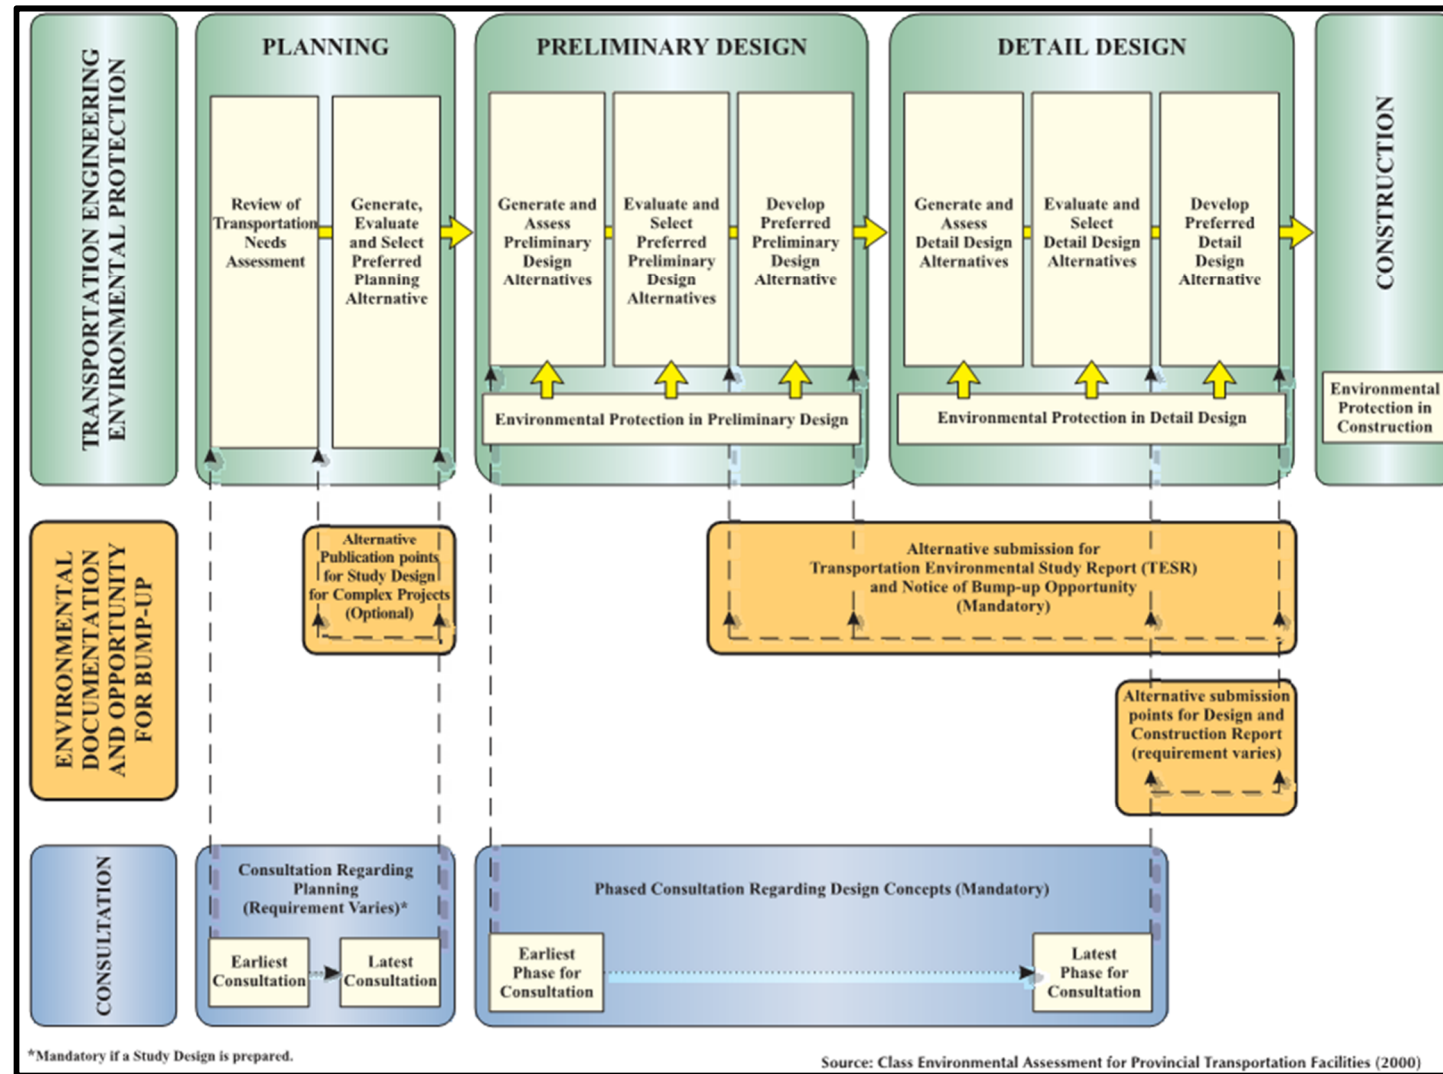 TRANSPORTATION ENGINEERING
ENVIRONMENTAL PROTECTION
PLANNING
Review of
Transportation
Needs
Assessment
Generate,
Evaluate
and Select
Preferred
Planning
Alternative
PRELIMINARY DESIGN
Generate and
Assess
Preliminary
Design
Alternatives
Evaluate and
Select
Preferred
Preliminary
Design
Alternatives
Develop
Preferred
Preliminary
Design
Alternative
Environmental Protection in Preliminary Design
DETAIL DESIGN
Generate and
Assess
Detail Design
Alternatives
Evaluate and
Select
Detail Design
Alternatives
Develop
Preferred
Detail
Design
Alternative
Environmental Protection in Detail Design
CONSTRUCTION
Environmental
Protection in
Construction
ENVIRONMENTAL
DOCUMENTATION
AND OPPORTUNITY
FOR BUMP-UP
Alternative
Publication points
for Study Design
for Complex Projects
(Optional)
Alternative submission for
Transportation Environmental Study Report (TESR)
and Notice of Bump-up Opportunity
(Mandatory)
Alternative submission
points for Design and
Construction Report
(requirement varies)
CONSULTATION
Consultation Regarding
Planning
(Requirement Varies)*
Earliest
Consultation
Latest
Consultation
Phased Consultation Regarding Design Concepts (Mandatory)
Earliest
Phase for
Consultation
Latest
Phase for
Consultation
*Mandatory if a Study Design is prepared.
Source: Class Environmental Assessment for Provincial Transportation Facilities (2000)